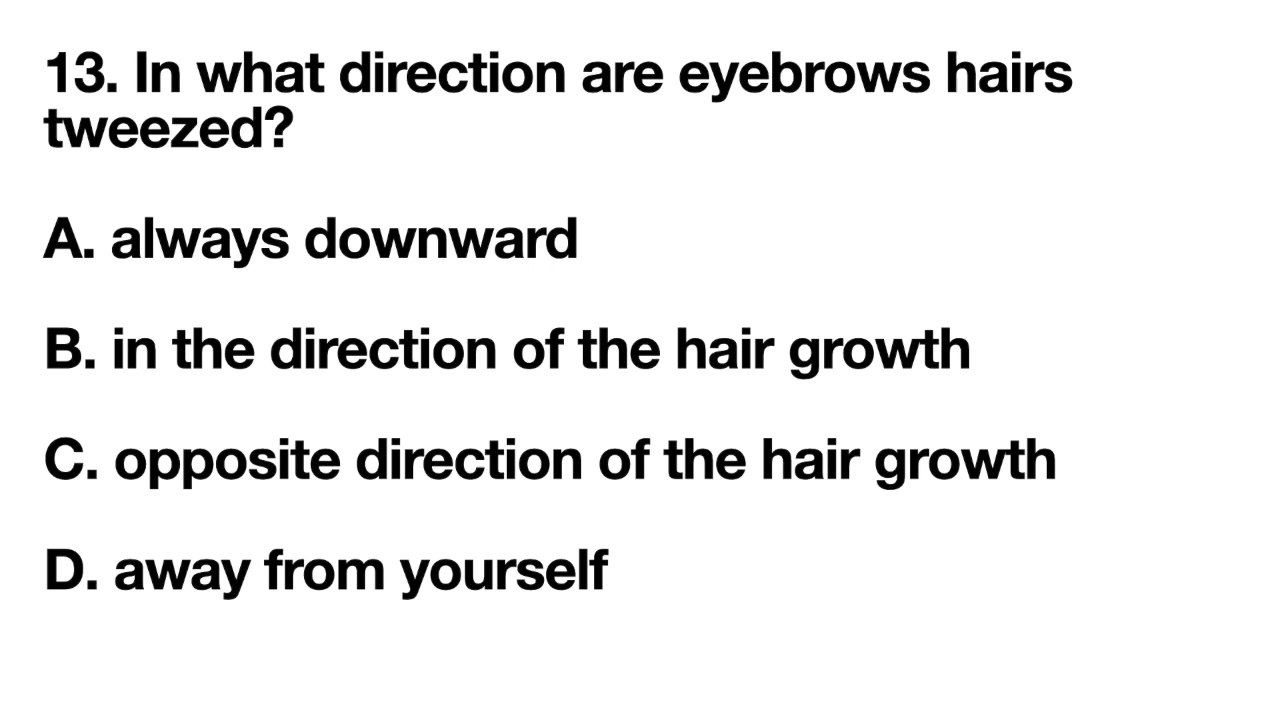 13. In what direction are eyebrows hairs
tweezed?
A. always downward
B. in the direction of the hair growth
C. opposite direction of the hair growth
D. away from yourself